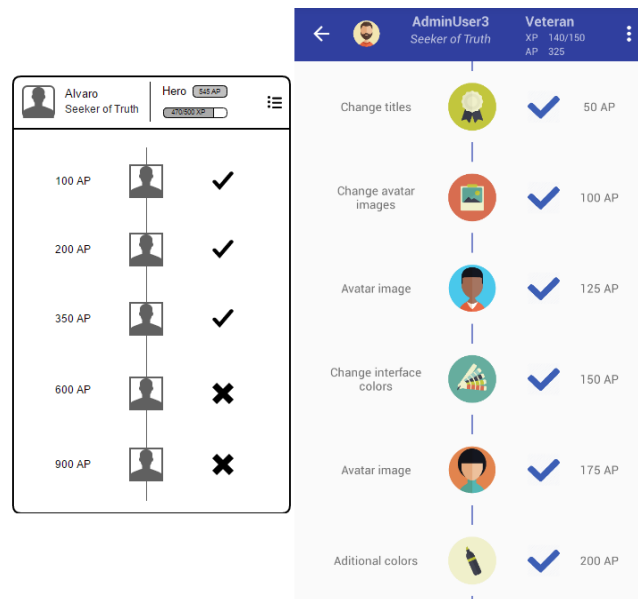 Alvaro
Seeker of Truth
Hero 545 AP
470/500 XP
100 AP
200 AP
350 AP
600 AP
900 AP
AdminUser3
Seeker of Truth
Veteran
XP 140/150
AP 325
Change titles 50 AP
Change avatar
images
100 AP
Avatar image 125 AP
Change interface
colors
150 AP
Avatar image 175 AP
Aditional colors 200 AP